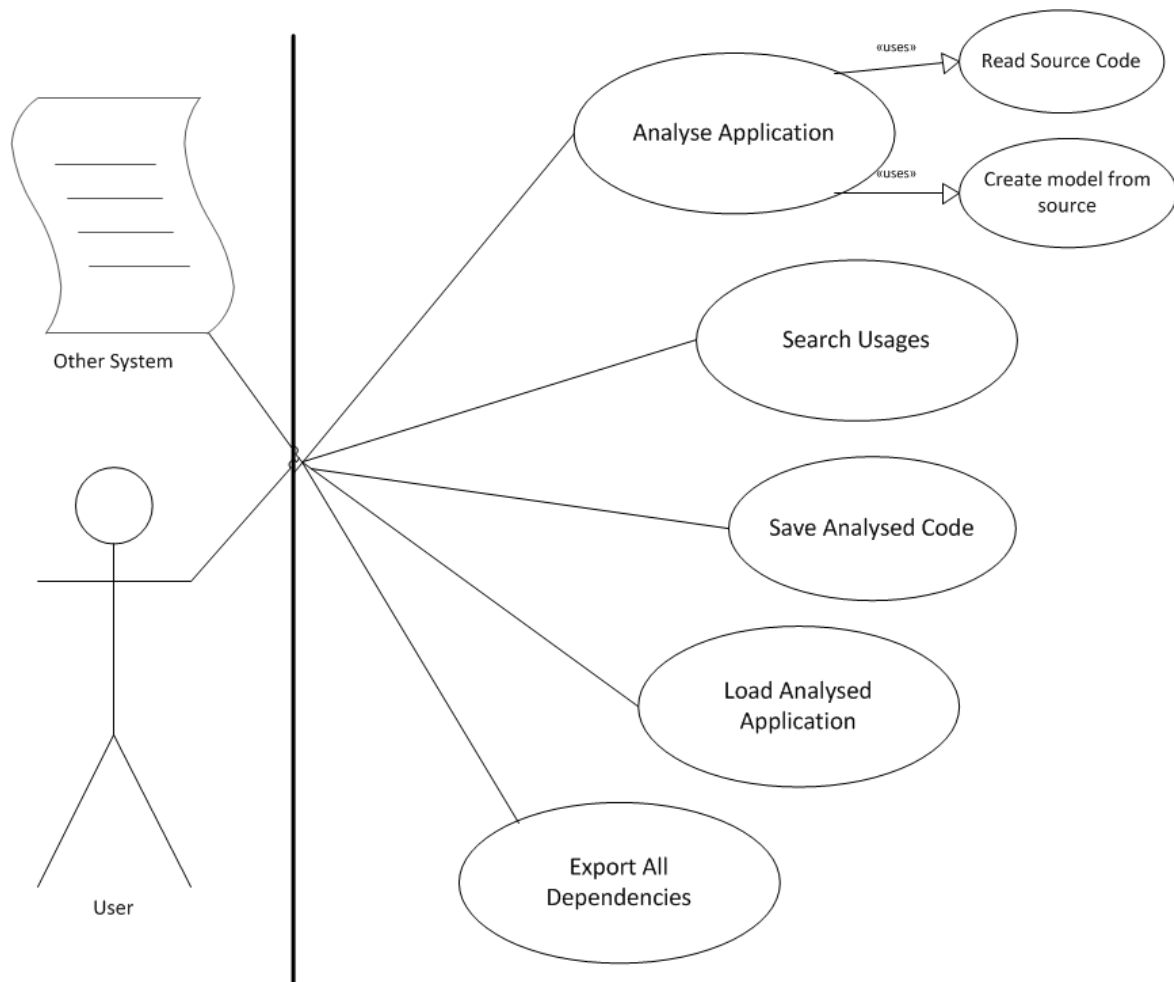 «uses»
Read Source Code
Analyse Application
«uses»
Create model from
source
Search Usages
Other System
Save Analysed Code
Load Analysed
Application
Export All
Dependencies
User